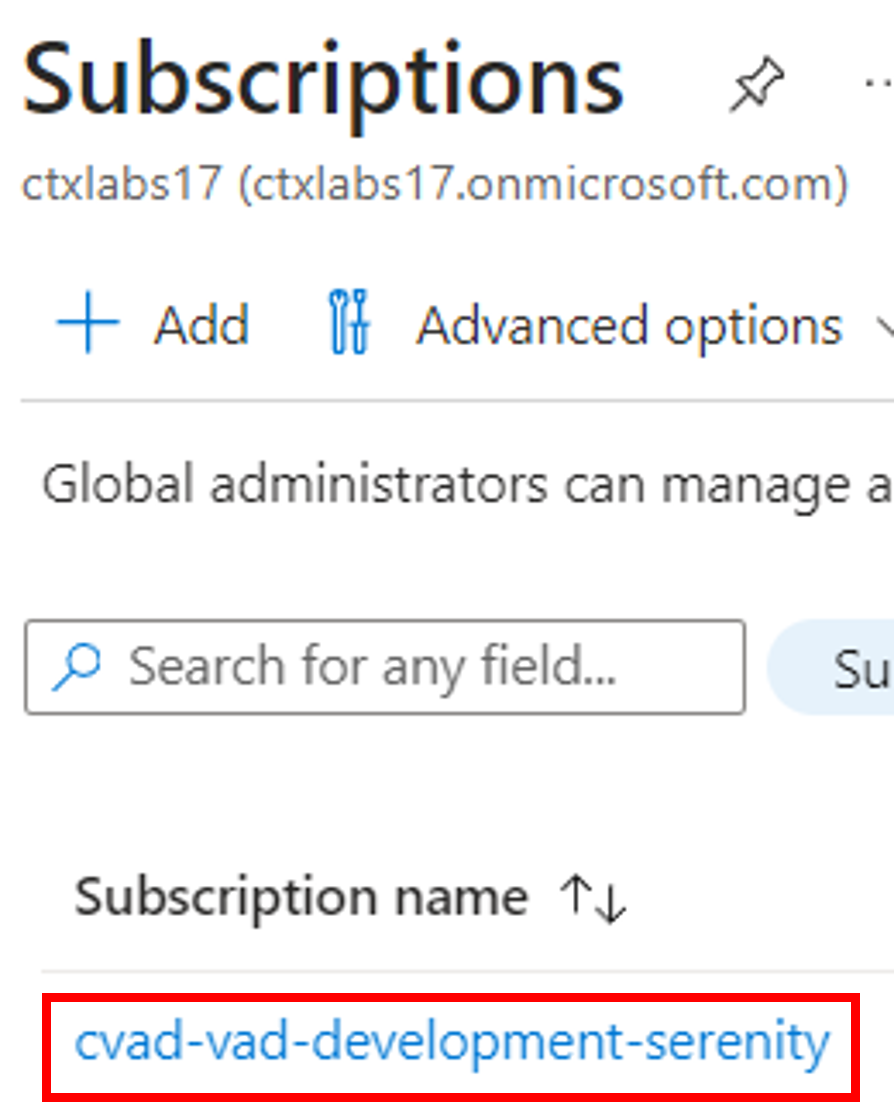 Subscriptions
ctxlabs17 (ctxlabs17.onmicrosoft.com)
Add Advanced options
Global administrators can manage a
Search for any field... Su
Subscription name
cvad-vad-development-serenity